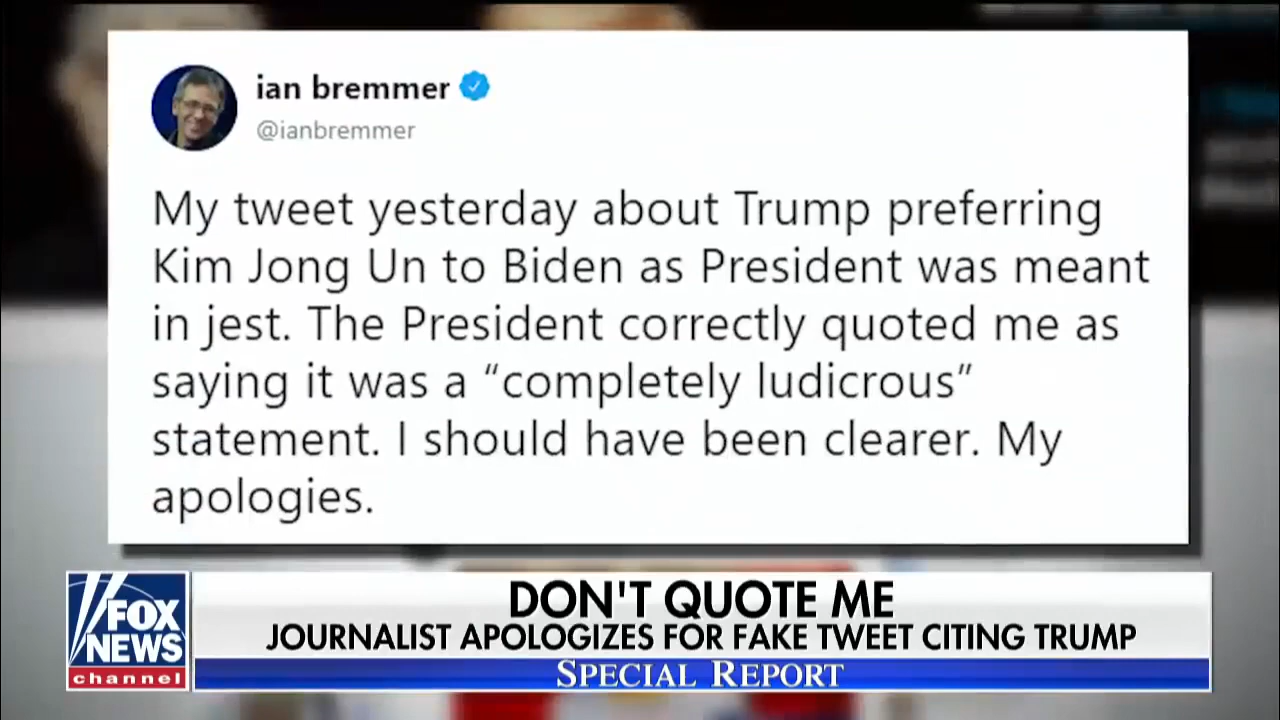 ian bremmer
@ianbremmer
My tweet yesterday about Trump preferring
Kim Jong Un to Biden as President was meant
in jest. The President correctly quoted me as
saying it was a “completely ludicrous”
statement. I should have been clearer. My
apologies.
FOX
NEWS
channel
DON'T QUOTE ME
JOURNALIST APOLOGIZES FOR FAKE TWEET CITING TRUMP
SPECIAL REPORT